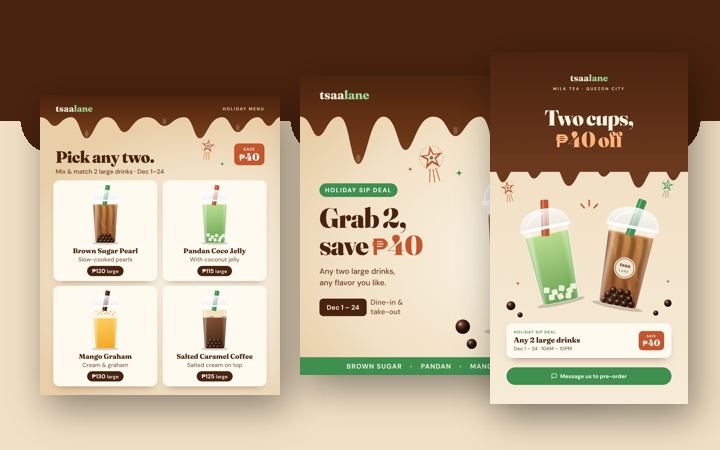 tsaalane
HOLIDAY MENU
Pick any two.
SAVE
₱40
Mix & match 2 large drinks · Dec 1–24
Brown Sugar Pearl
Slow-cooked pearls
₱120 large
Pandan Coco Jelly
With coconut jelly
₱115 large
Mango Graham
Cream & graham
₱130 large
Salted Caramel Coffee
Salted cream on top
₱125 large
tsaalane
HOLIDAY SIP DEAL
Grab 2,
save ₱40
Any two large drinks,
any flavor you like.
Dec 1 – 24
Dine-in &
take-out
BROWN SUGAR · PANDAN ·
tsaalane
MILK TEA · QUEZON CITY
Two cups,
₱40 off
tsaa
LANE
HOLIDAY SIP DEAL
Any 2 large drinks
Dec 1 – 24 · 10AM – 10PM
SAVE
₱40
Message us to pre-order